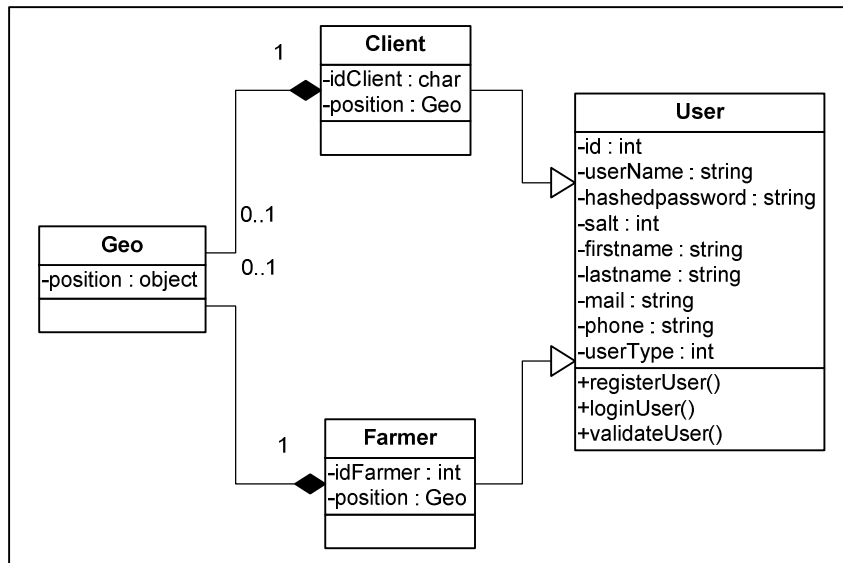 1
Client
-idClient : char
-position : Geo
User
-id : int
-userName : string
-hashedpassword : string
-salt : int
-firstname : string
-lastname : string
-mail : string
-phone : string
-userType : int
+registerUser()
+loginUser()
+validateUser()
0..1
Geo
-position : object
0..1
1
Farmer
-idFarmer : int
-position : Geo